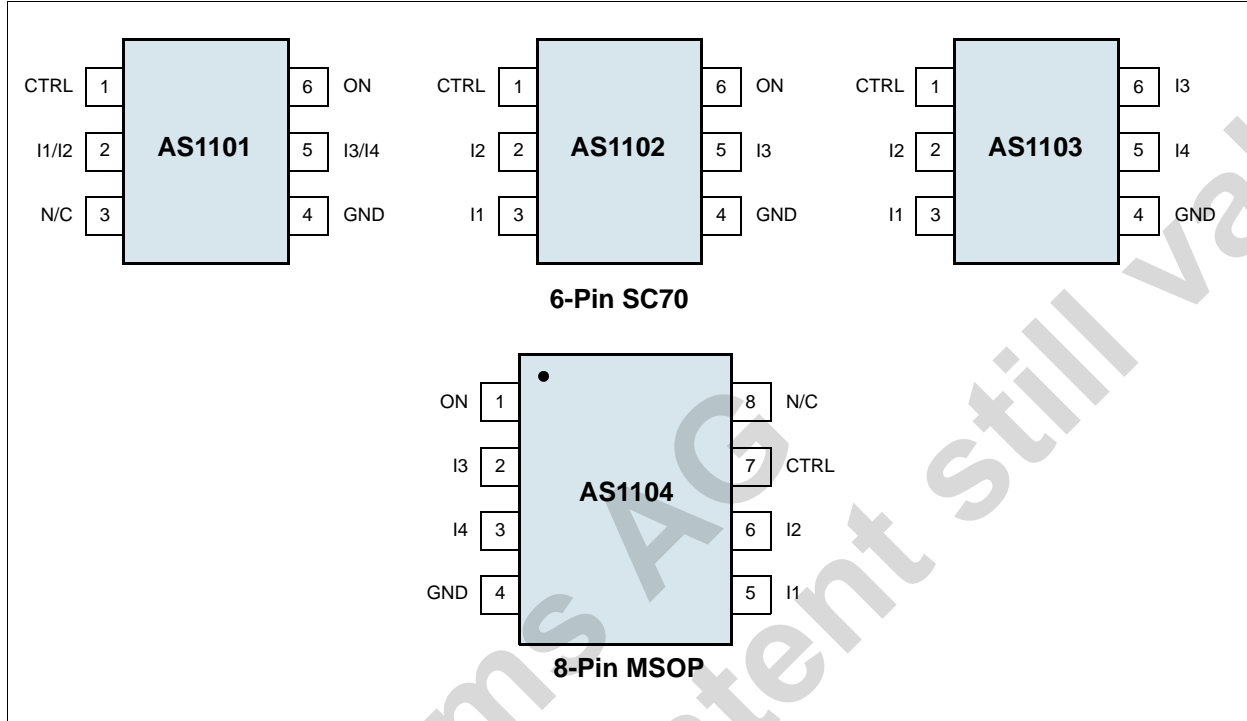 CTRL 1 6 ON
I1/I2 2 AS1101 5 I3/I4
N/C 3 4 GND
CTRL 1 6 ON
I2 2 AS1102 5 I3
I1 3 4 GND
CTRL 1 6 I3
I2 2 AS1103 5 I4
I1 3 4 GND
6-Pin SC70
ON 1 8 N/C
I3 2 7 CTRL
AS1104
I4 3 6 I2
GND 4 5 I1
8-Pin MSOP
AG
still